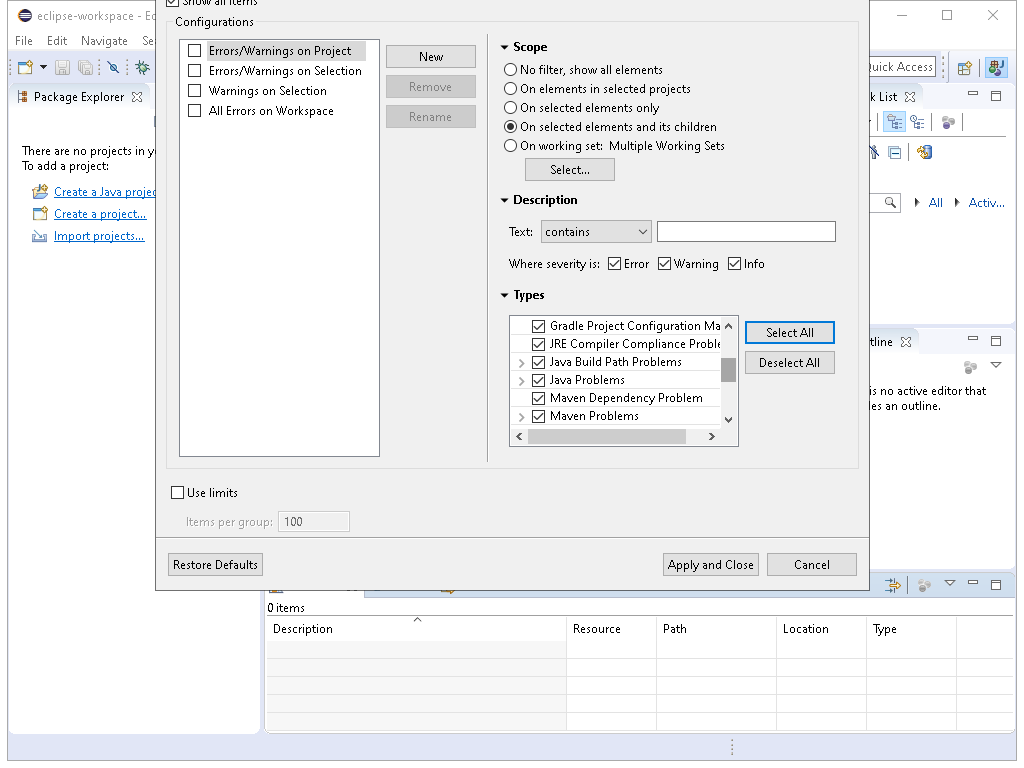 eclipse-workspace - Ec
Show all items
File Edit Navigate Se
Configurations
Errors/Warnings on Project
Errors/Warnings on Selection
Warnings on Selection
All Errors on Workspace
New
Remove
Rename
Scope
No filter, show all elements
On elements in selected projects
On selected elements only
On selected elements and its children
On working set: Multiple Working Sets
Select...
Description
Text: contains
Where severity is: Error Warning Info
Types
Gradle Project Configuration Ma
JRE Compiler Compliance Proble
Java Build Path Problems
Java Problems
Maven Dependency Problem
Maven Problems
Select All
Deselect All
Use limits
Items per group: 100
Restore Defaults
Apply and Close
Cancel
Package Explorer
There are no projects in y
To add a project:
Create a Java projec
Create a project...
Import projects...
Quick Access
k List
All Activ...
tline
is no active editor that
les an outline.
0 items
Description Resource Path Location Type